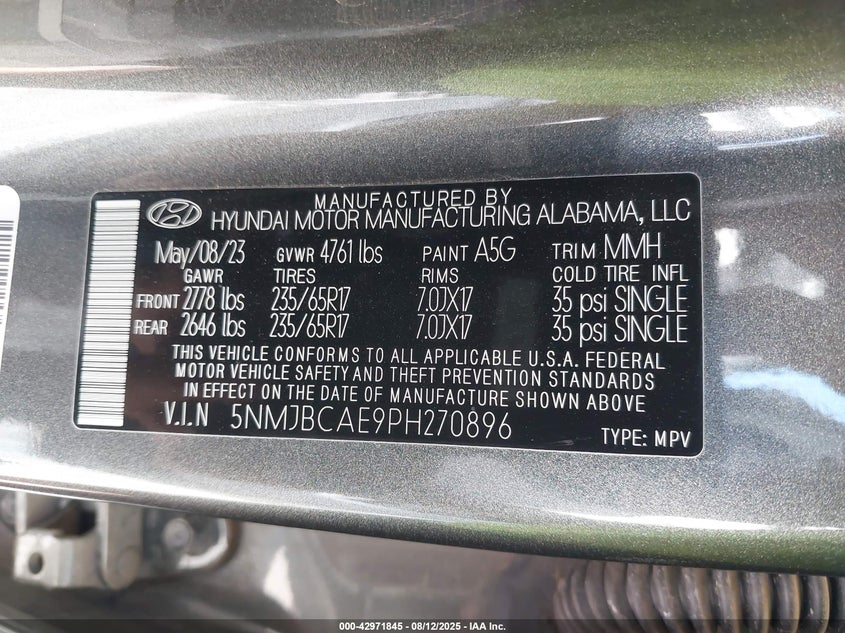 MANUFACTURED BY
HYUNDAI MOTOR MANUFACTURING ALABAMA, LLC
May/08/23 GVWR 4761 lbs PAINT A5G TRIM MMH
GAWR TIRES RIMS COLD TIRE INFL
FRONT 2778 lbs 235/65R17 7.0JX17 35 psi SINGLE
REAR 2646 lbs 235/65R17 7.0JX17 35 psi SINGLE
THIS VEHICLE CONFORMS TO ALL APPLICABLE U.S.A. FEDERAL
MOTOR VEHICLE SAFETY AND THEFT PREVENTION STANDARDS
IN EFFECT ON THE DATE OF MANUFACTURE SHOWN ABOVE
V.I.N 5NMJBCAE9PH270896
TYPE: MPV
000-42971845 - 08/12/2025 - IAA Inc.